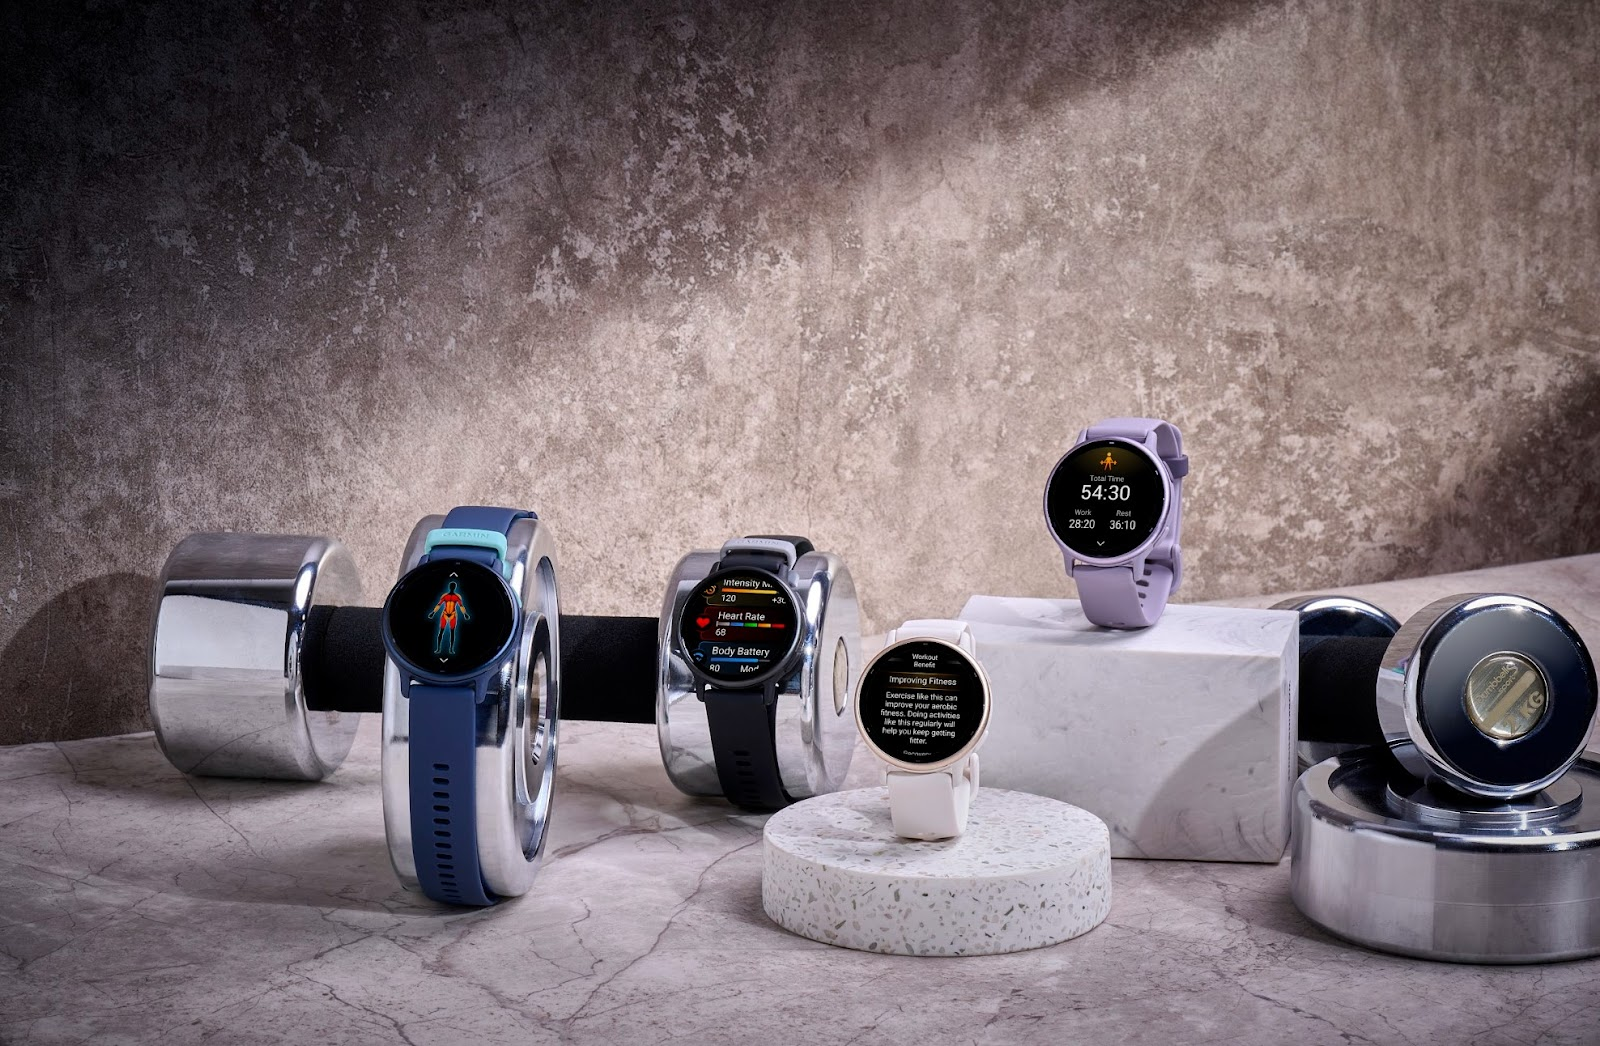 GARMIN
GARMIN
Intensity M.
120
Heart Rate
68
Body Battery
80
Workout
Benefit
Improving Fitness
Exercise like this can
improve your aerobic
fitness. Doing activities
like this regularly will
help you keep getting
fitter.
Total Time
54:30
Work Rest
28:20 36:10
KG